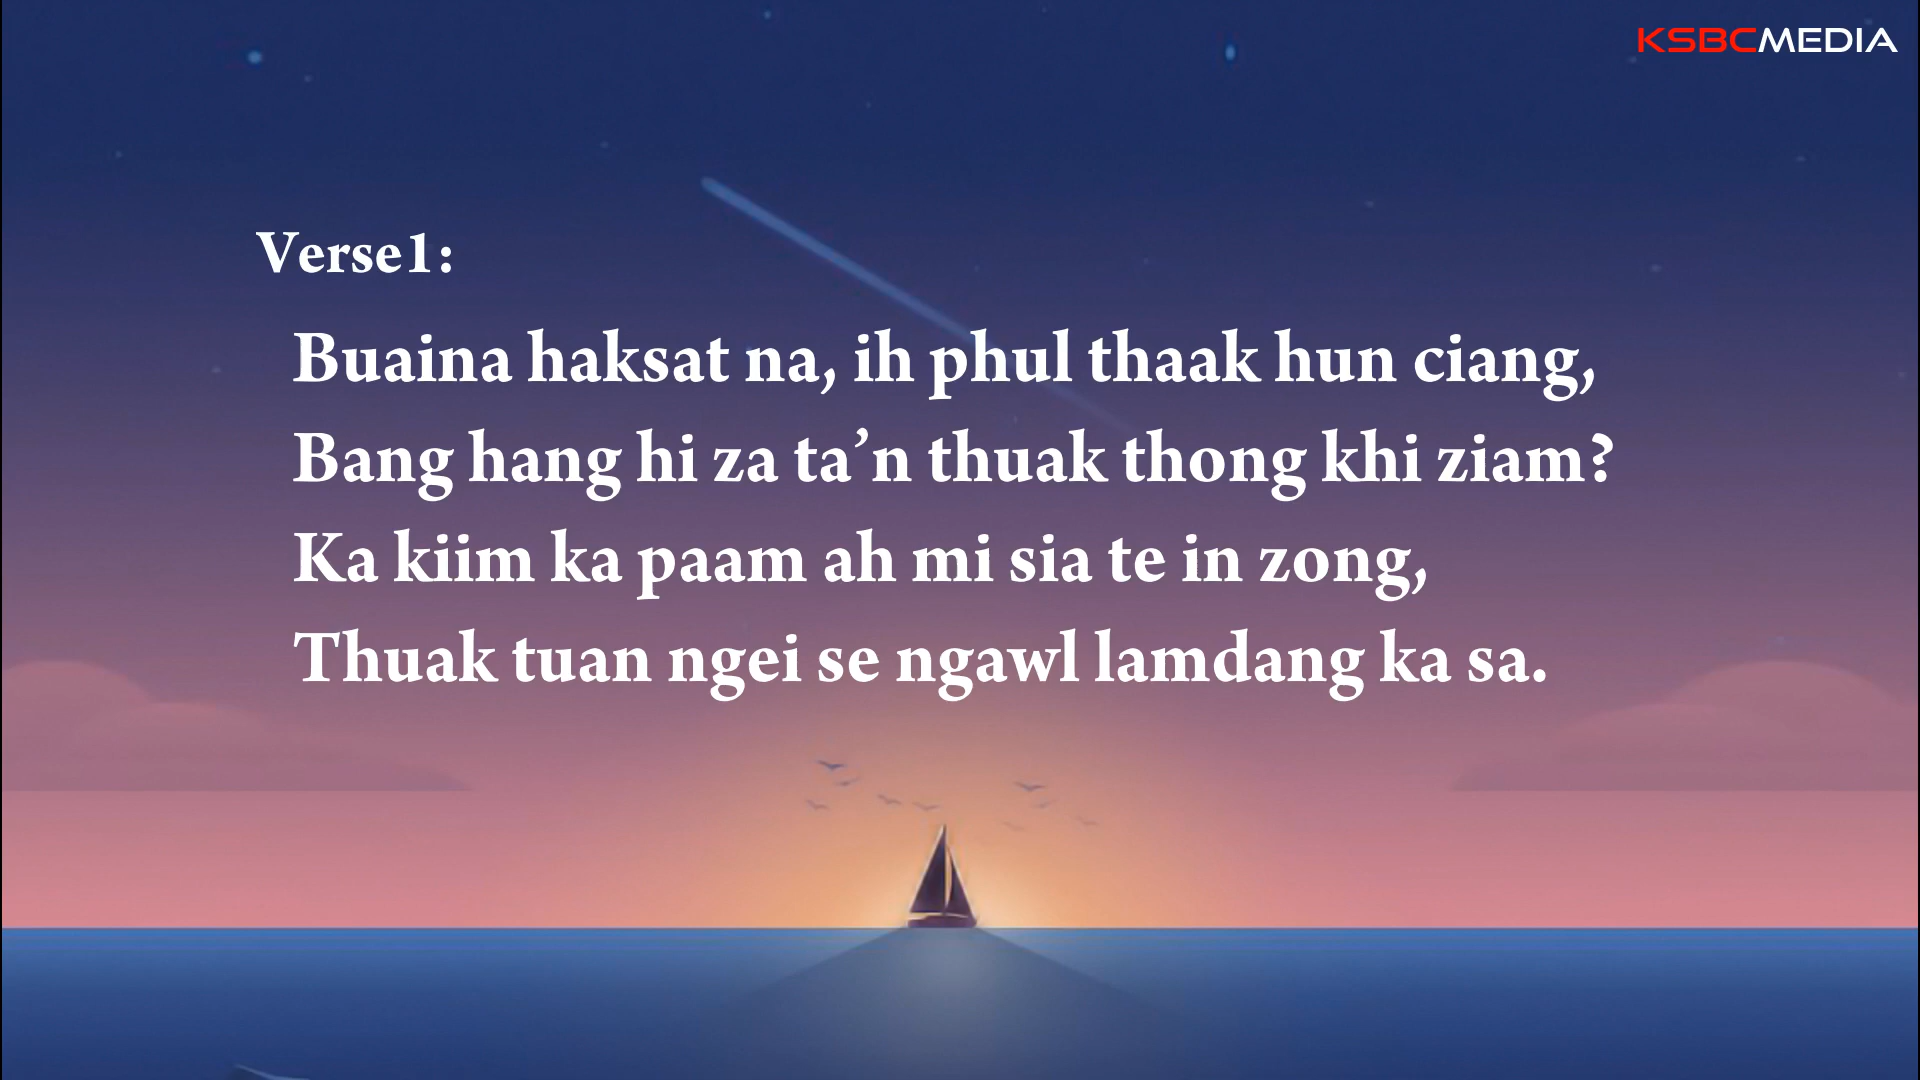 KSBCMEDIA
Verse1:
Buaina haksat na, ih phul thaak hun ciang,
Bang hang hi za ta’n thuak thong khi ziam?
Ka kiim ka paam ah mi sia te in zong,
Thuak tuan ngei se ngawl lamdang ka sa.